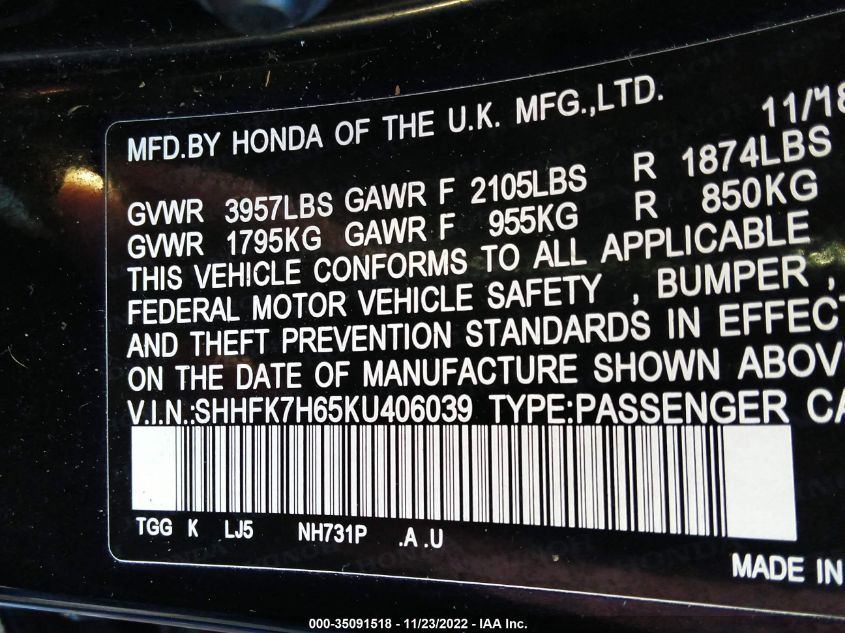 MFD.BY HONDA OF THE U.K. MFG.,LTD. 11/18
GVWR 3957LBS GAWR F 2105LBS R 1874LBS
GVWR 1795KG GAWR F 955KG R 850KG
THIS VEHICLE CONFORMS TO ALL APPLICABLE
FEDERAL MOTOR VEHICLE SAFETY , BUMPER ,
AND THEFT PREVENTION STANDARDS IN EFFECT
ON THE DATE OF MANUFACTURE SHOWN ABOV
V.I.N.:SHHFK7H65KU406039 TYPE:PASSENGER CA
TGG K LJ5 NH731P .A .U
MADE IN
000-35091518 - 11/23/2022 - IAA Inc.